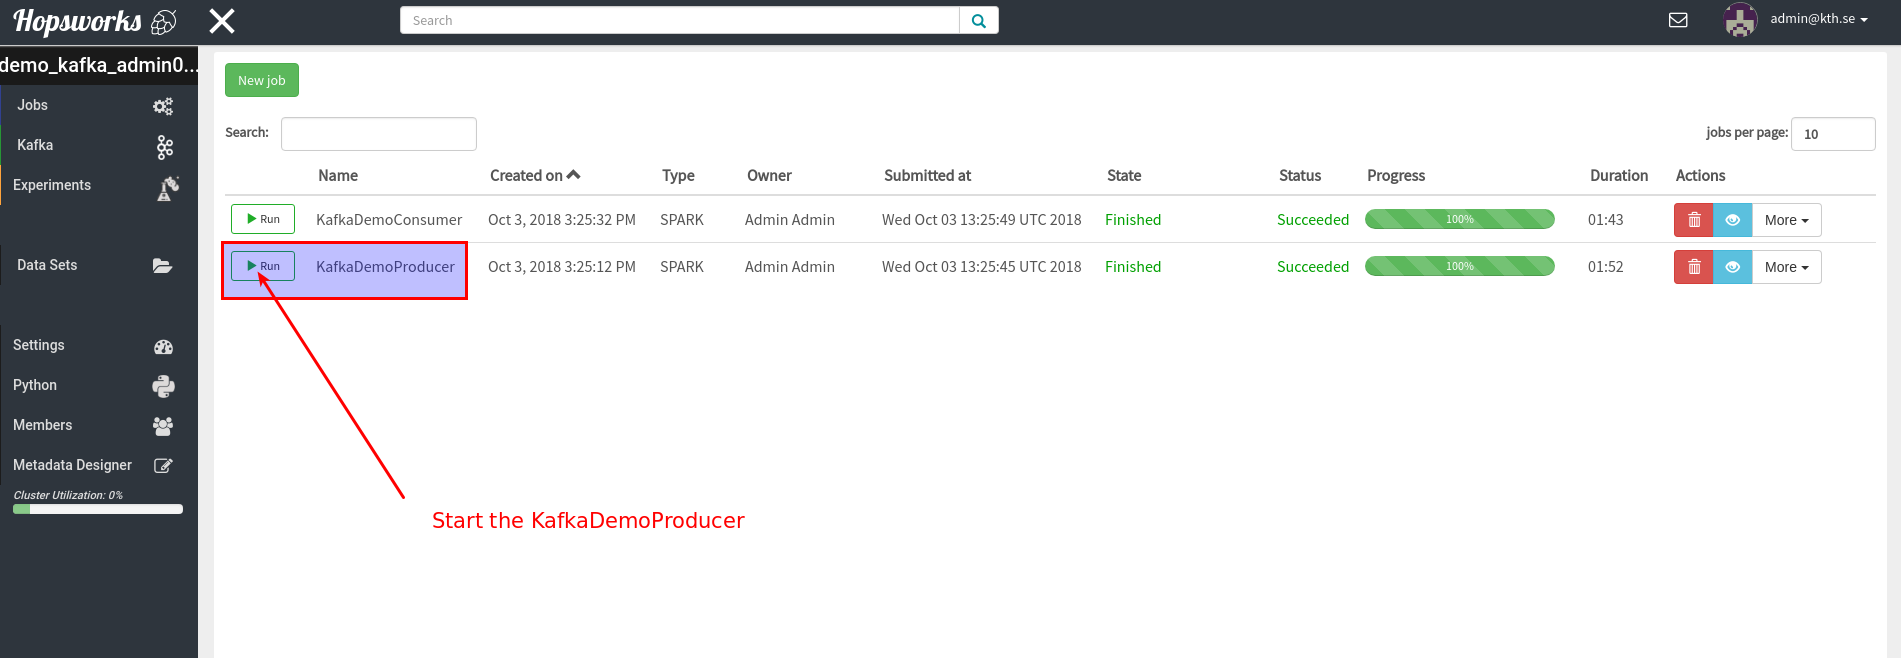 Hopsworks
Search
admin@kth.se
demo_kafka_admin0...
New job
Jobs
Kafka
Experiments
Data Sets
Settings
Python
Members
Metadata Designer
Cluster Utilization: 0%
Search:
jobs per page: 10
Name Created on Type Owner Submitted at State Status Progress Duration Actions
Run KafkaDemoConsumer Oct 3, 2018 3:25:32 PM SPARK Admin Admin Wed Oct 03 13:25:49 UTC 2018 Finished Succeeded 100% 01:43 More
Run KafkaDemoProducer Oct 3, 2018 3:25:12 PM SPARK Admin Admin Wed Oct 03 13:25:45 UTC 2018 Finished Succeeded 100% 01:52 More
Start the KafkaDemoProducer